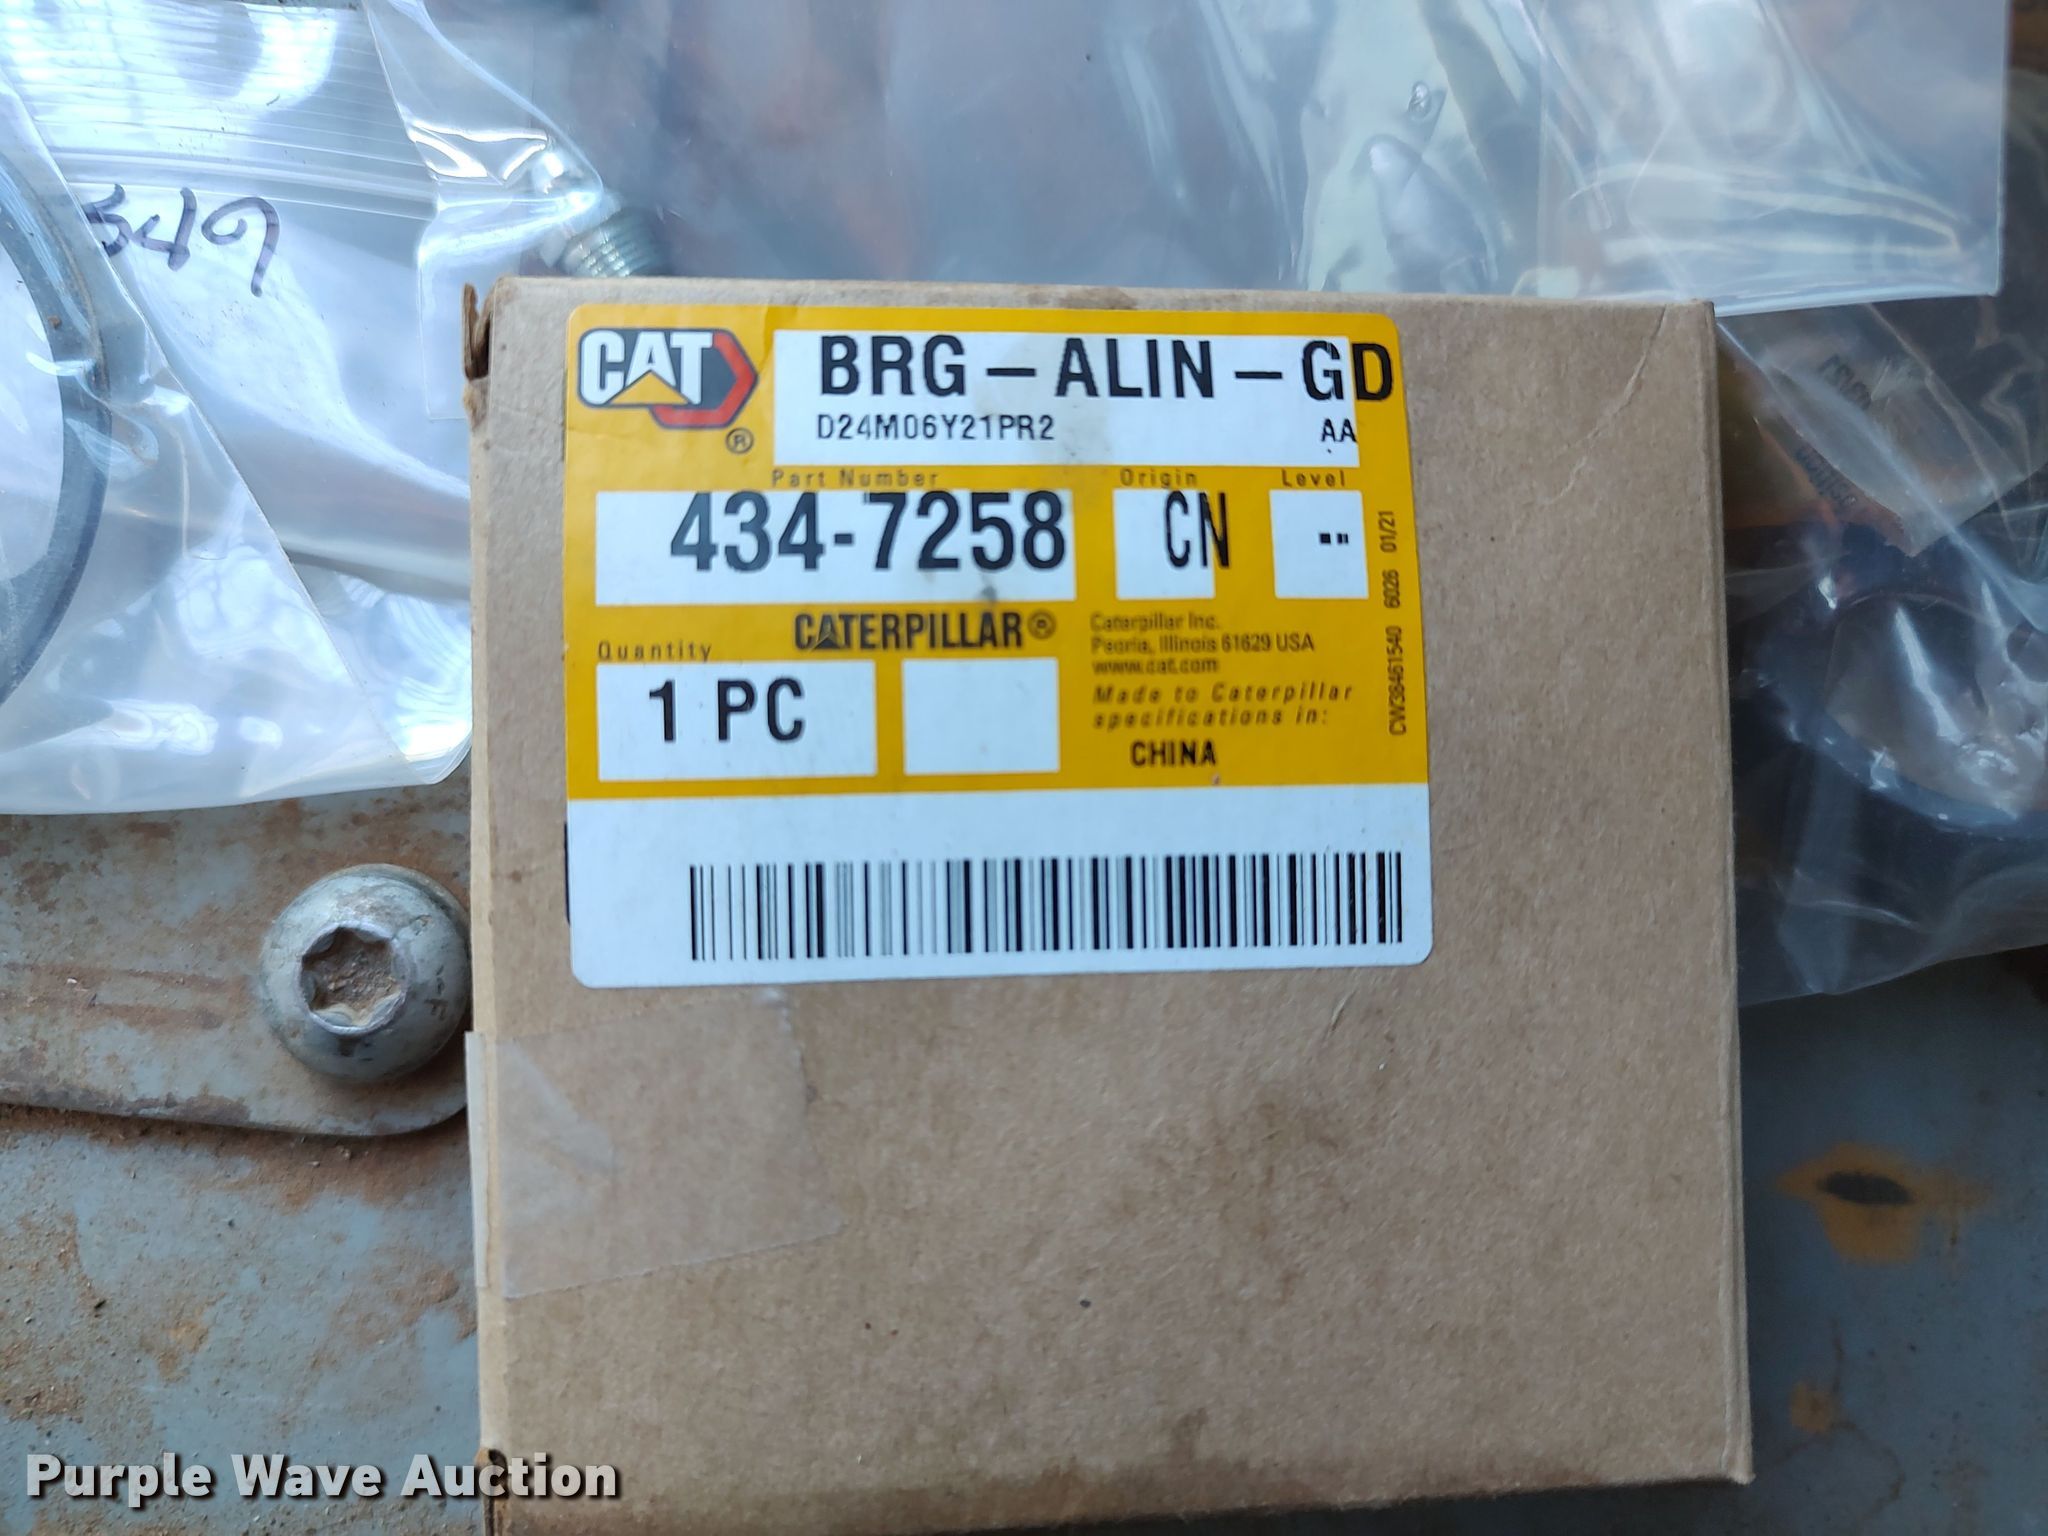 349
CAT ®
BRG-ALIN-GD
D24M06Y21PR2 AA
Part Number Origin Level
434-7258 CN --
CATERPILLAR®
Quantity
1 PC
Caterpillar Inc.
Peoria, Illinois 61629 USA
www.cat.com
Made to Caterpillar
specifications in:
CHINA
CW38461540 6026 01/21
Purple Wave Auction